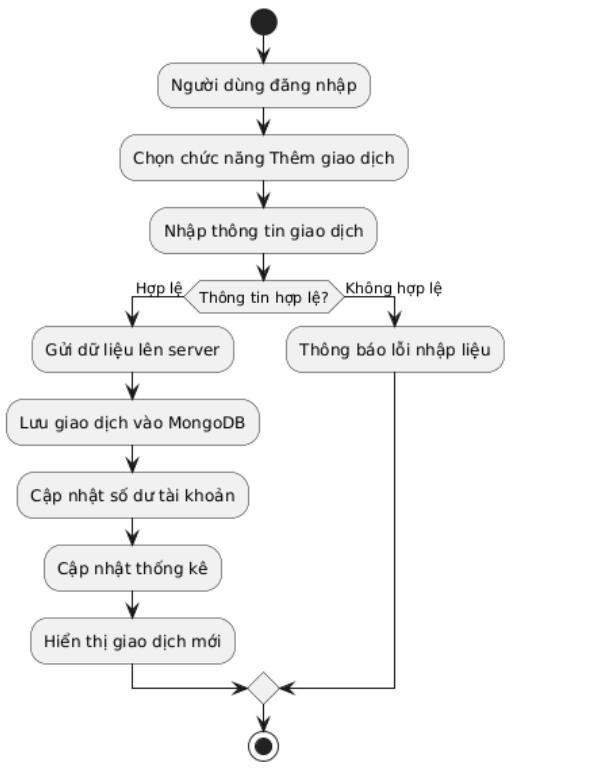 Người dùng đăng nhập
Chọn chức năng Thêm giao dịch
Nhập thông tin giao dịch
Hợp lệ
Thông tin hợp lệ?
Không hợp lệ
Gửi dữ liệu lên server
Thông báo lỗi nhập liệu
Lưu giao dịch vào MongoDB
Cập nhật số dư tài khoản
Cập nhật thống kê
Hiển thị giao dịch mới